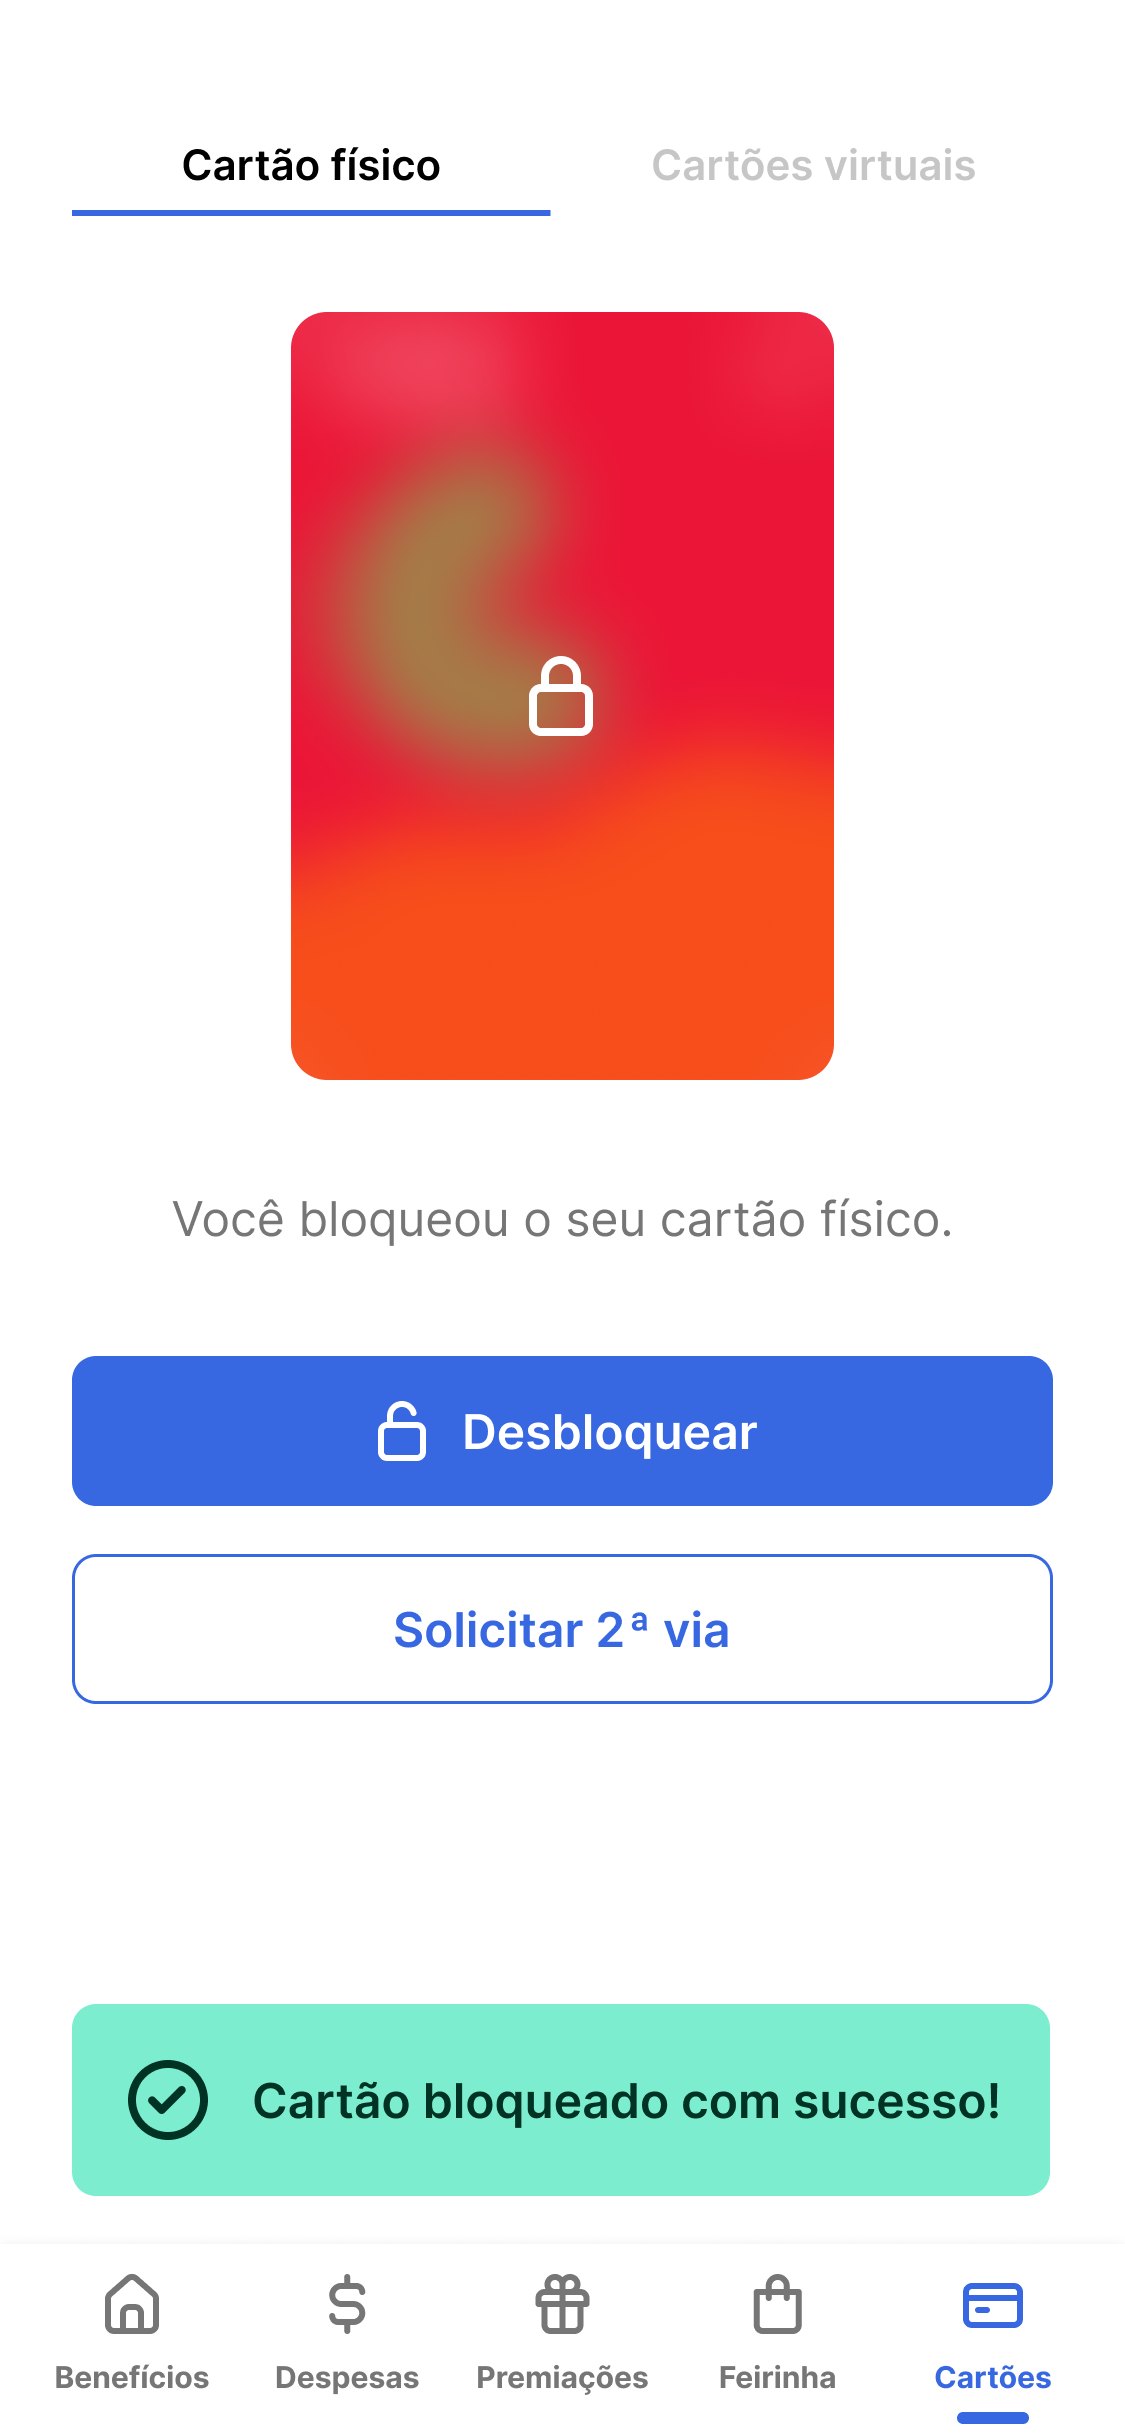 Cartão físico
Cartões virtuais
Você bloqueou o seu cartão físico.
Desbloquear
Solicitar 2ª via
Cartão bloqueado com sucesso!
Benefícios
Despesas
Premiações
Feirinha
Cartões